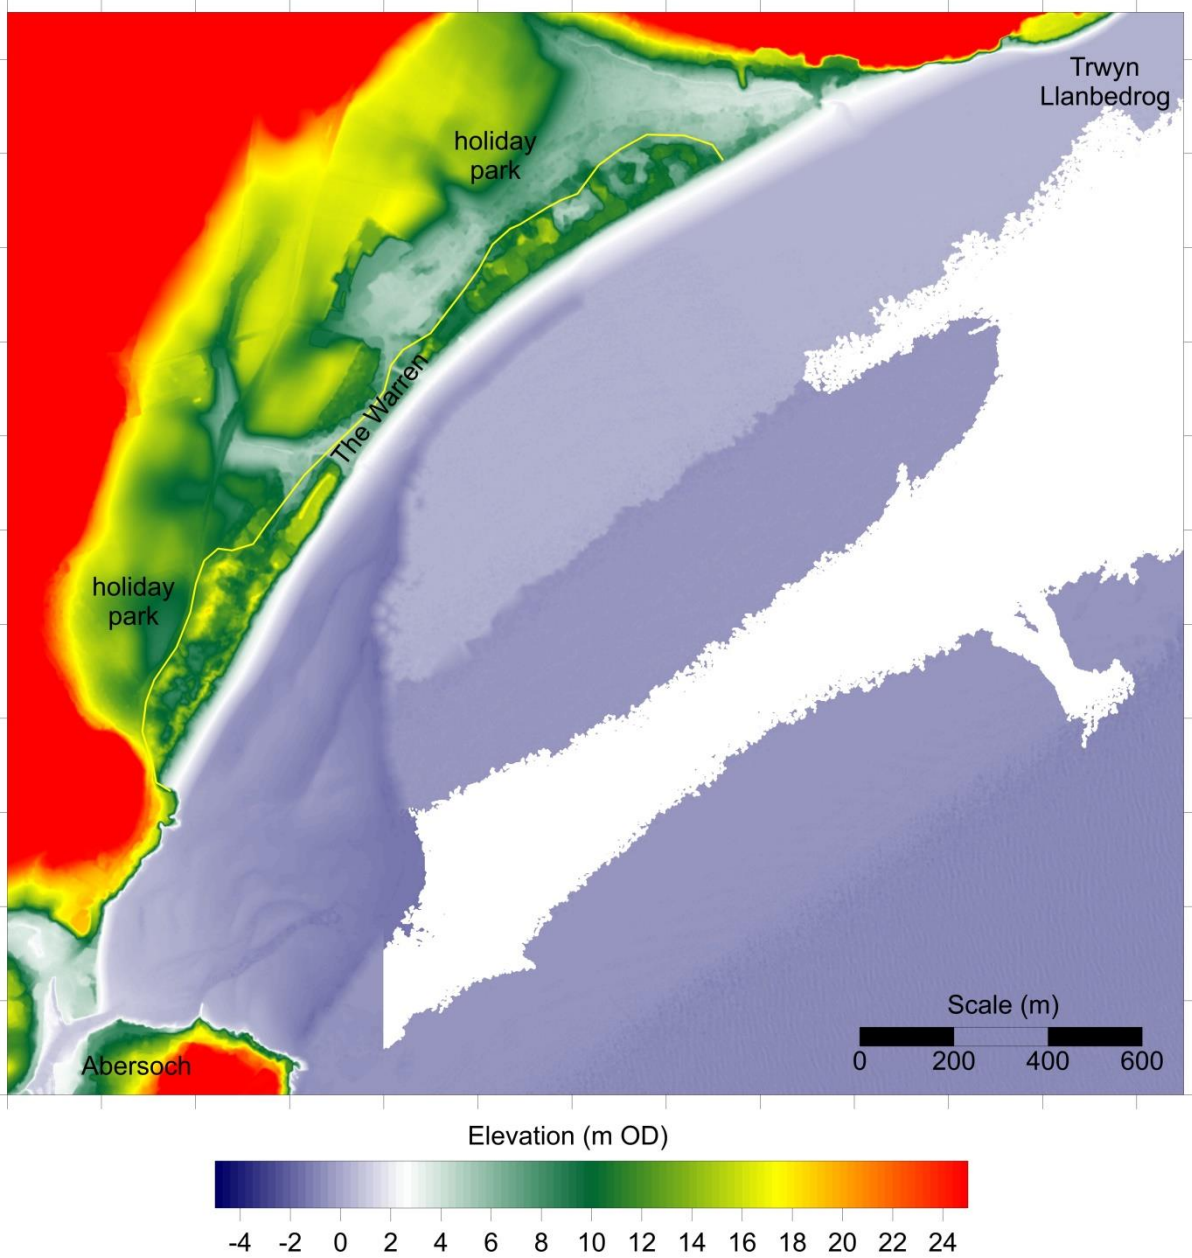 Trwyn
Llanbedrog
holiday
park
The Warren
holiday
park
Scale (m)
0 200 400 600
Abersoch
Elevation (m OD)
-4 -2 0 2 4 6 8 10 12 14 16 18 20 22 24